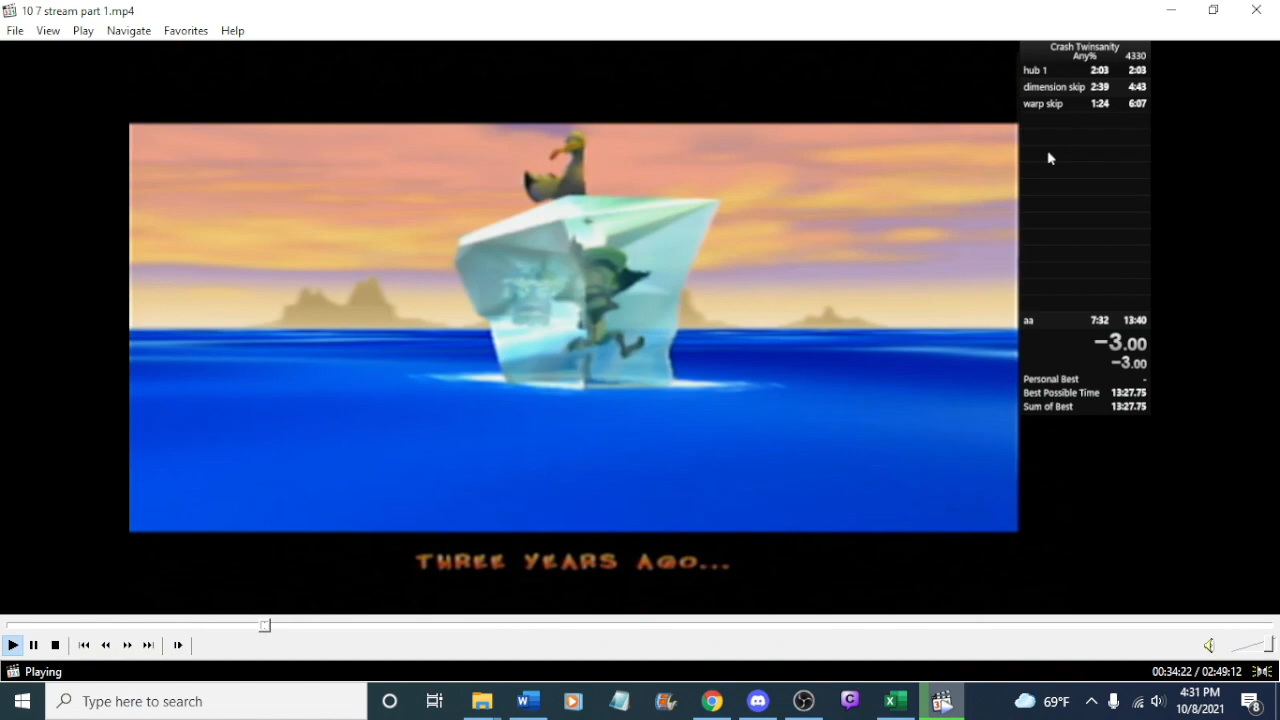 10 7 stream part 1.mp4
File View Play Navigate Favorites Help
Crash Twinsanity
Any% 4330
hub 1 2:03 2:03
dimension skip 2:39 4:43
warp skip 1:24 6:07
aa 7:32 13:40
−3.00
−3.00
Personal Best -
Best Possible Time 13:27.75
Sum of Best 13:27.75
THREE YEARS AGO...
Playing 00:34:22 / 02:49:12
Type here to search
69°F
4:31 PM
10/8/2021
8